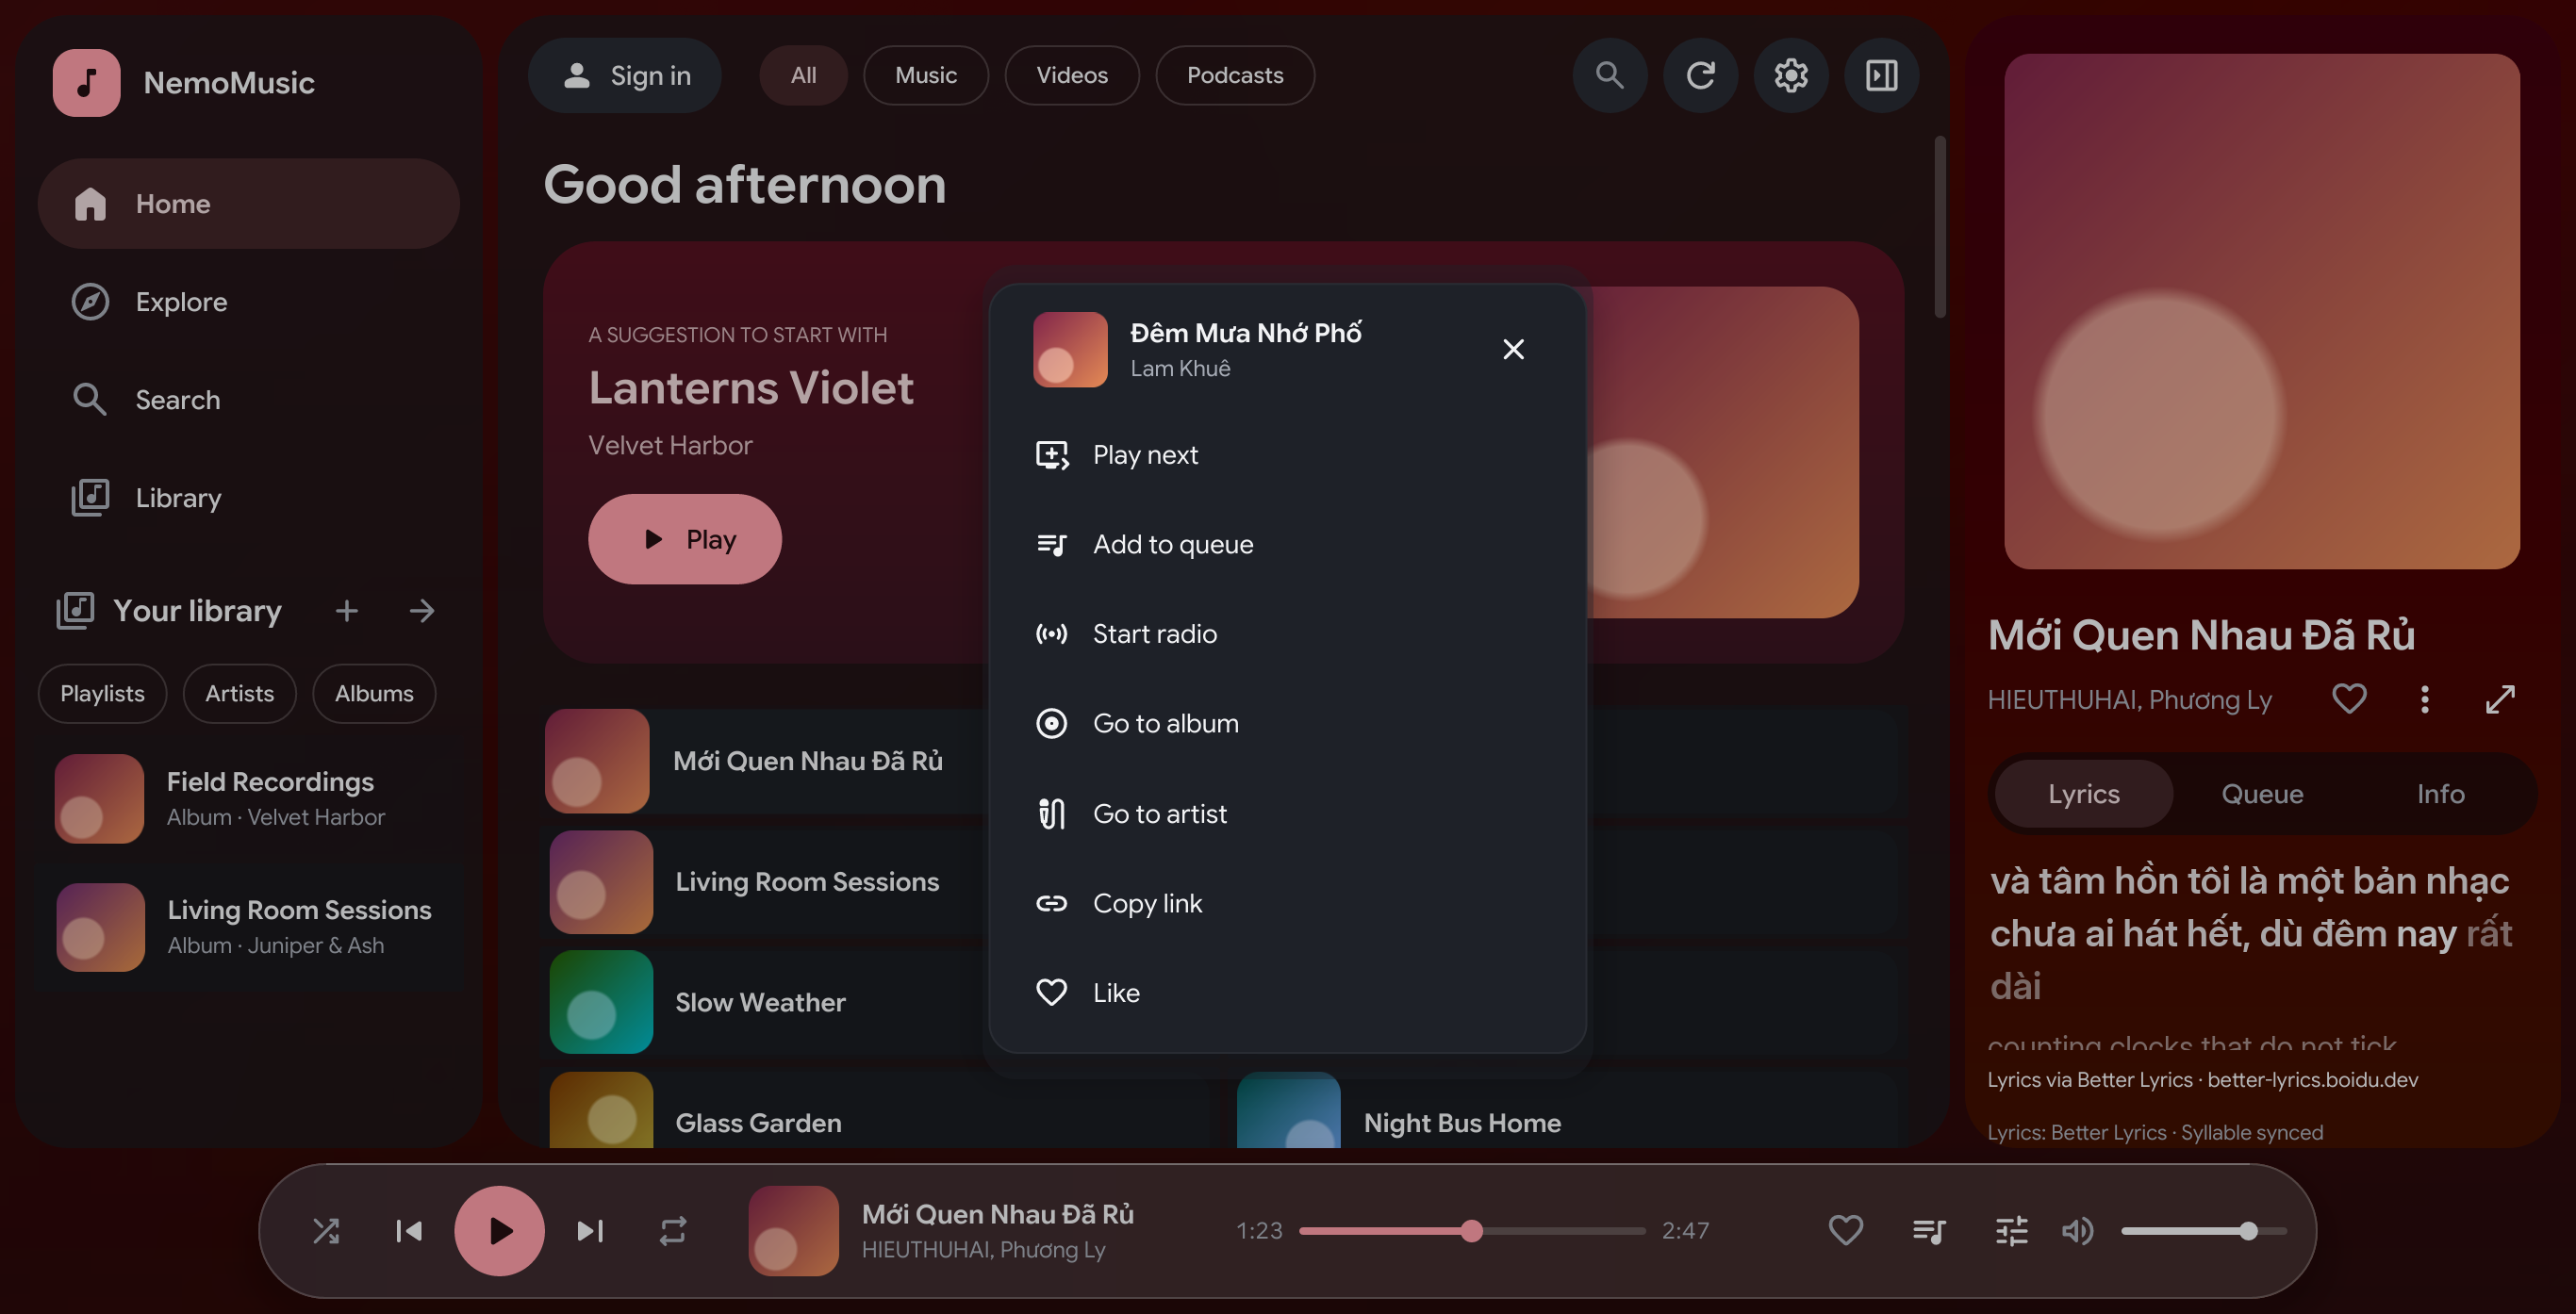 NemoMusic
Home
Explore
Search
Library
Your library
Playlists
Artists
Albums
Field Recordings
Album · Velvet Harbor
Living Room Sessions
Album · Juniper & Ash
Sign in
All
Music
Videos
Podcasts
Good afternoon
A SUGGESTION TO START WITH
Lanterns Violet
Velvet Harbor
Play
Mới Quen Nhau Đã Rủ
Living Room Sessions
Slow Weather
Glass Garden
Night Bus Home
Đêm Mưa Nhớ Phố
Lam Khuê
Play next
Add to queue
Start radio
Go to album
Go to artist
Copy link
Like
Mới Quen Nhau Đã Rủ
HIEUTHUHAI, Phương Ly
Lyrics
Queue
Info
và tâm hồn tôi là một bản nhạc
chưa ai hát hết, dù đêm nay rất
dài
counting clocks that do not tick
Lyrics via Better Lyrics · better-lyrics.boidu.dev
Lyrics: Better Lyrics · Syllable synced
Mới Quen Nhau Đã Rủ
HIEUTHUHAI, Phương Ly
1:23
2:47